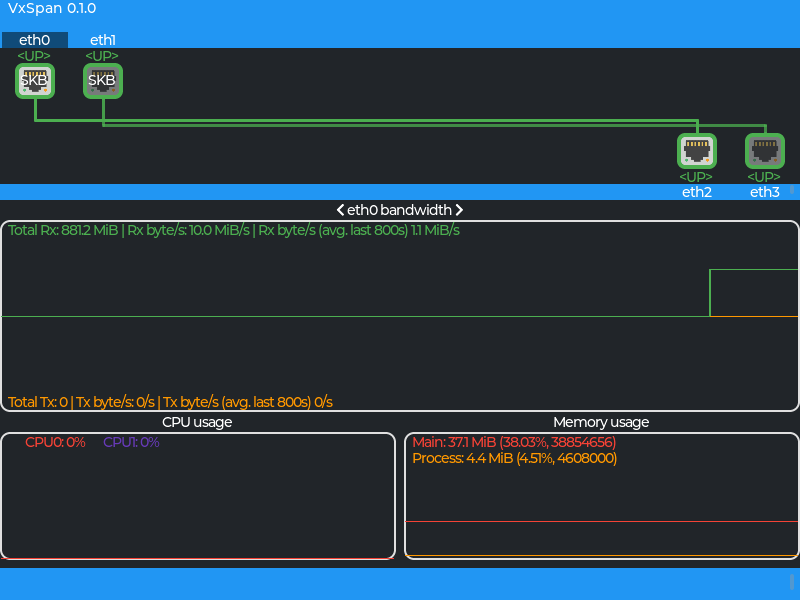 VxSpan 0.1.0
eth0 eth1
<UP> <UP>
SKB SKB
<UP> <UP>
eth2 eth3
eth0 bandwidth
Total Rx: 881.2 MiB | Rx byte/s: 10.0 MiB/s | Rx byte/s (avg. last 800s) 1.1 MiB/s
Total Tx: 0 | Tx byte/s: 0/s | Tx byte/s (avg. last 800s) 0/s
CPU usage
CPU0: 0% CPU1: 0%
Memory usage
Main: 37.1 MiB (38.03%, 38854656)
Process: 4.4 MiB (4.51%, 4608000)